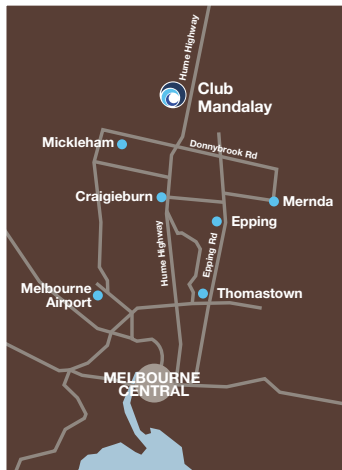 Hume Highway
Club
Mandalay
Mickleham
Donnybrook Rd
Craigieburn
Mernda
Epping
Hume Highway
Epping Rd
Melbourne
Airport
Thomastown
MELBOURNE
CENTRAL